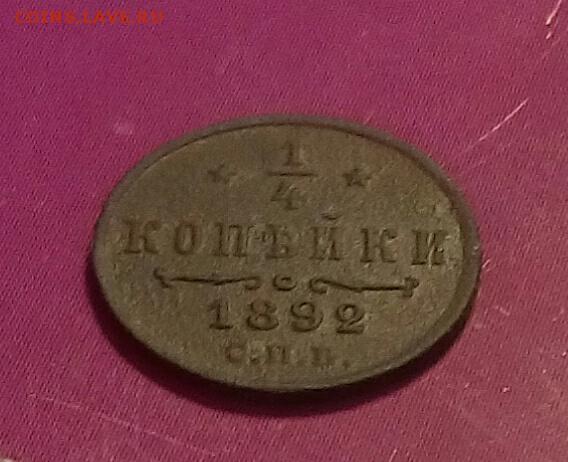 COINS.LAVE.RU
1/4
КОПѢЙКИ
1892
С.П.Б.